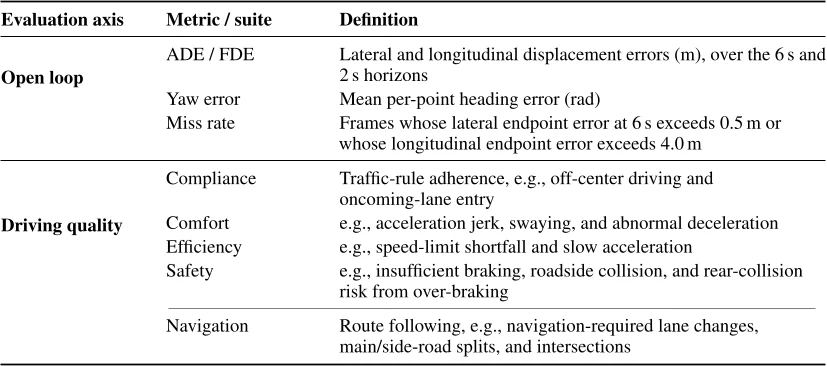 Evaluation axis Metric / suite Definition
ADE / FDE Lateral and longitudinal displacement errors (m), over the 6 s and
2 s horizons
Open loop
Yaw error Mean per-point heading error (rad)
Miss rate Frames whose lateral endpoint error at 6 s exceeds 0.5 m or
whose longitudinal endpoint error exceeds 4.0 m
Compliance Traffic-rule adherence, e.g., off-center driving and
oncoming-lane entry
Driving quality Comfort e.g., acceleration jerk, swaying, and abnormal deceleration
Efficiency e.g., speed-limit shortfall and slow acceleration
Safety e.g., insufficient braking, roadside collision, and rear-collision
risk from over-braking
Navigation Route following, e.g., navigation-required lane changes,
main/side-road splits, and intersections